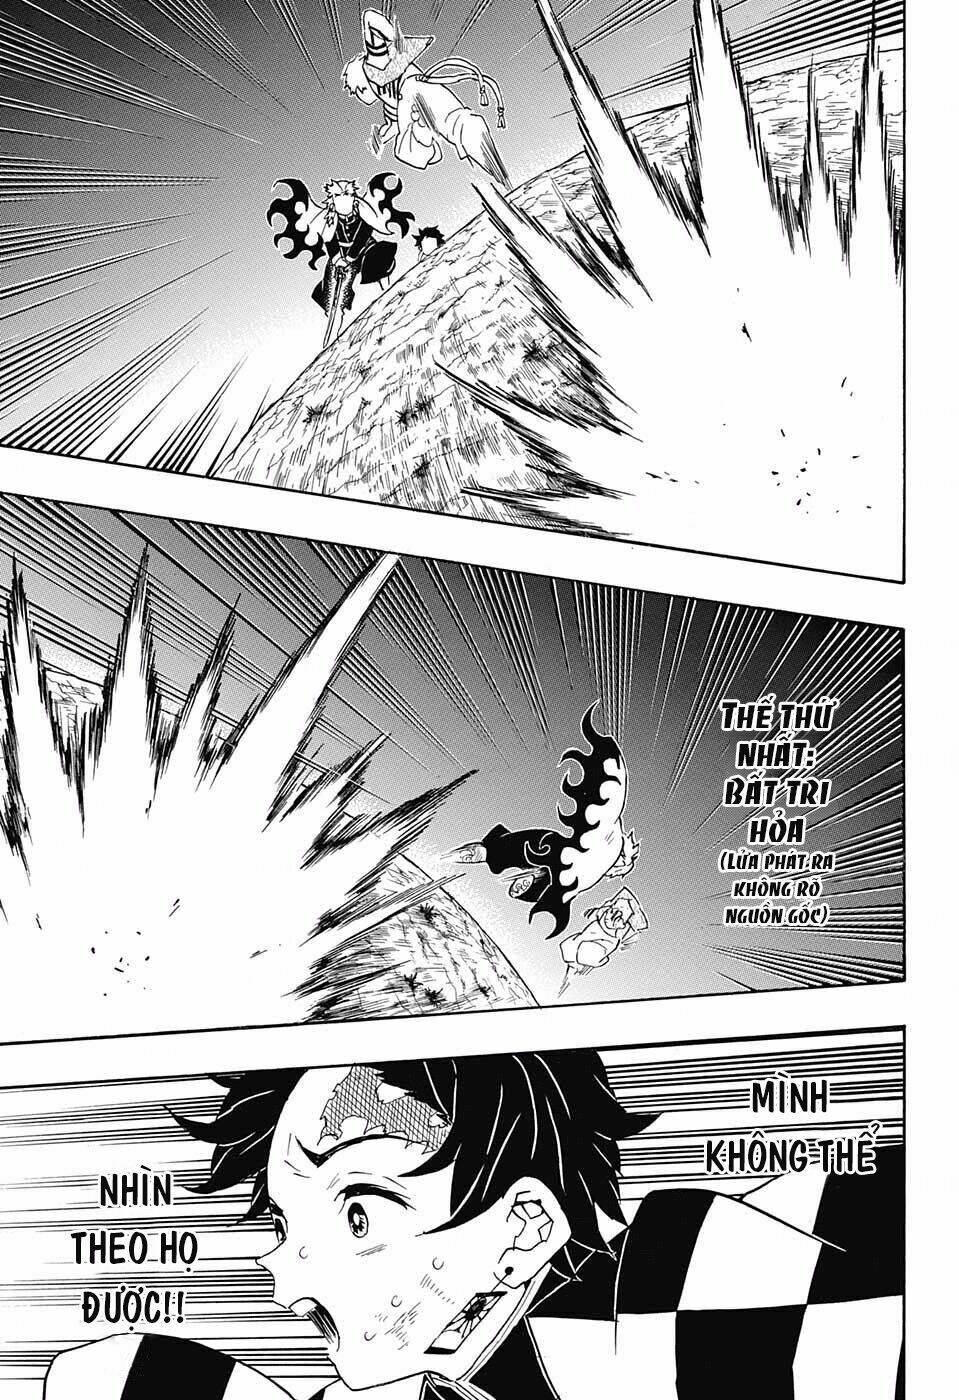 THỂ THỨ
NHẤT:
BẤT TRI
HỎA
(LỬA PHÁT RA
KHÔNG RÕ
NGUỒN GỐC)
MÌNH
KHÔNG THỂ
NHÌN
THEO HỌ
ĐƯỢC!!